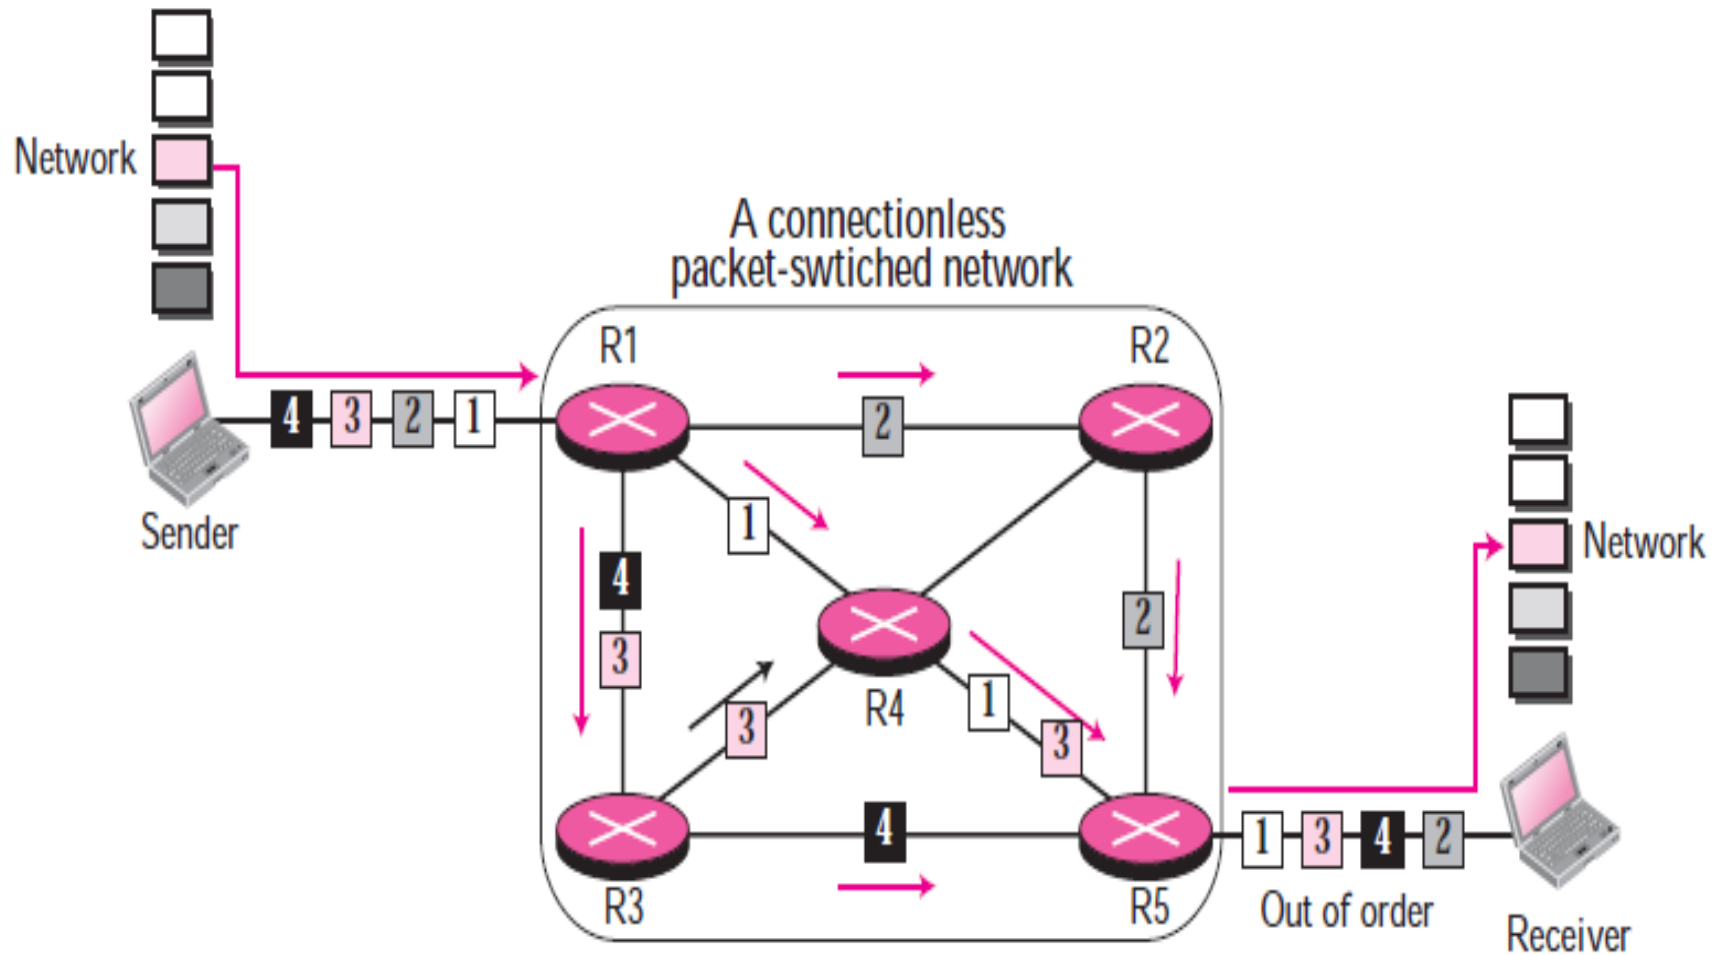 Network
A connectionless
packet-swtiched network
R1
R2
4 3 2 1
2
1
Sender
Network
4
2
3
R4
1
3
3
4
1 3 4 2
R3
R5
Out of order
Receiver